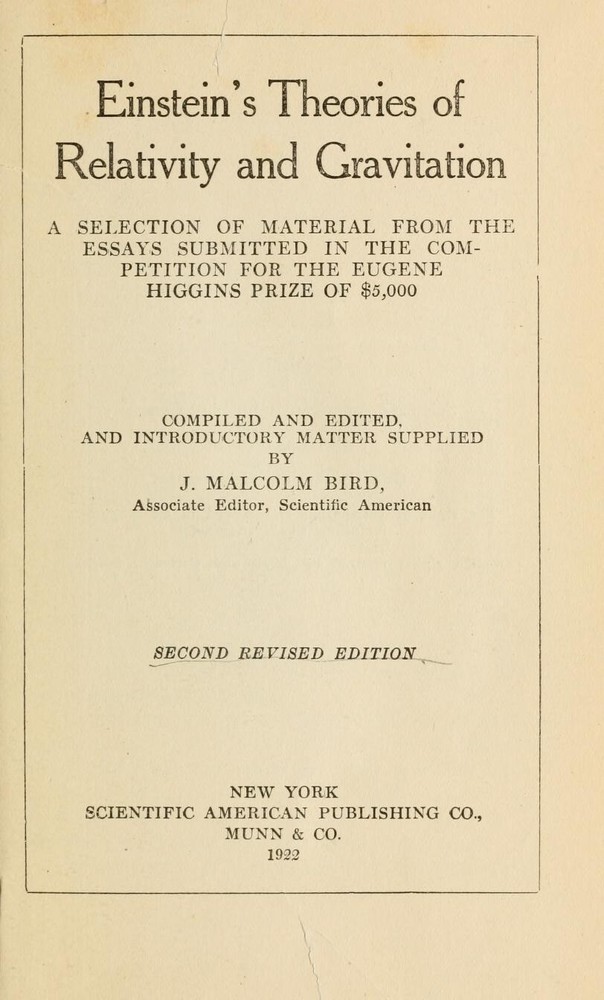 Einstein's Theories of
Relativity and Gravitation
A SELECTION OF MATERIAL FROM THE
ESSAYS SUBMITTED IN THE COM-
PETITION FOR THE EUGENE
HIGGINS PRIZE OF $5,000
COMPILED AND EDITED,
AND INTRODUCTORY MATTER SUPPLIED
BY
J. MALCOLM BIRD,
Associate Editor, Scientific American
SECOND REVISED EDITION
NEW YORK
SCIENTIFIC AMERICAN PUBLISHING CO.,
MUNN & CO.
1922